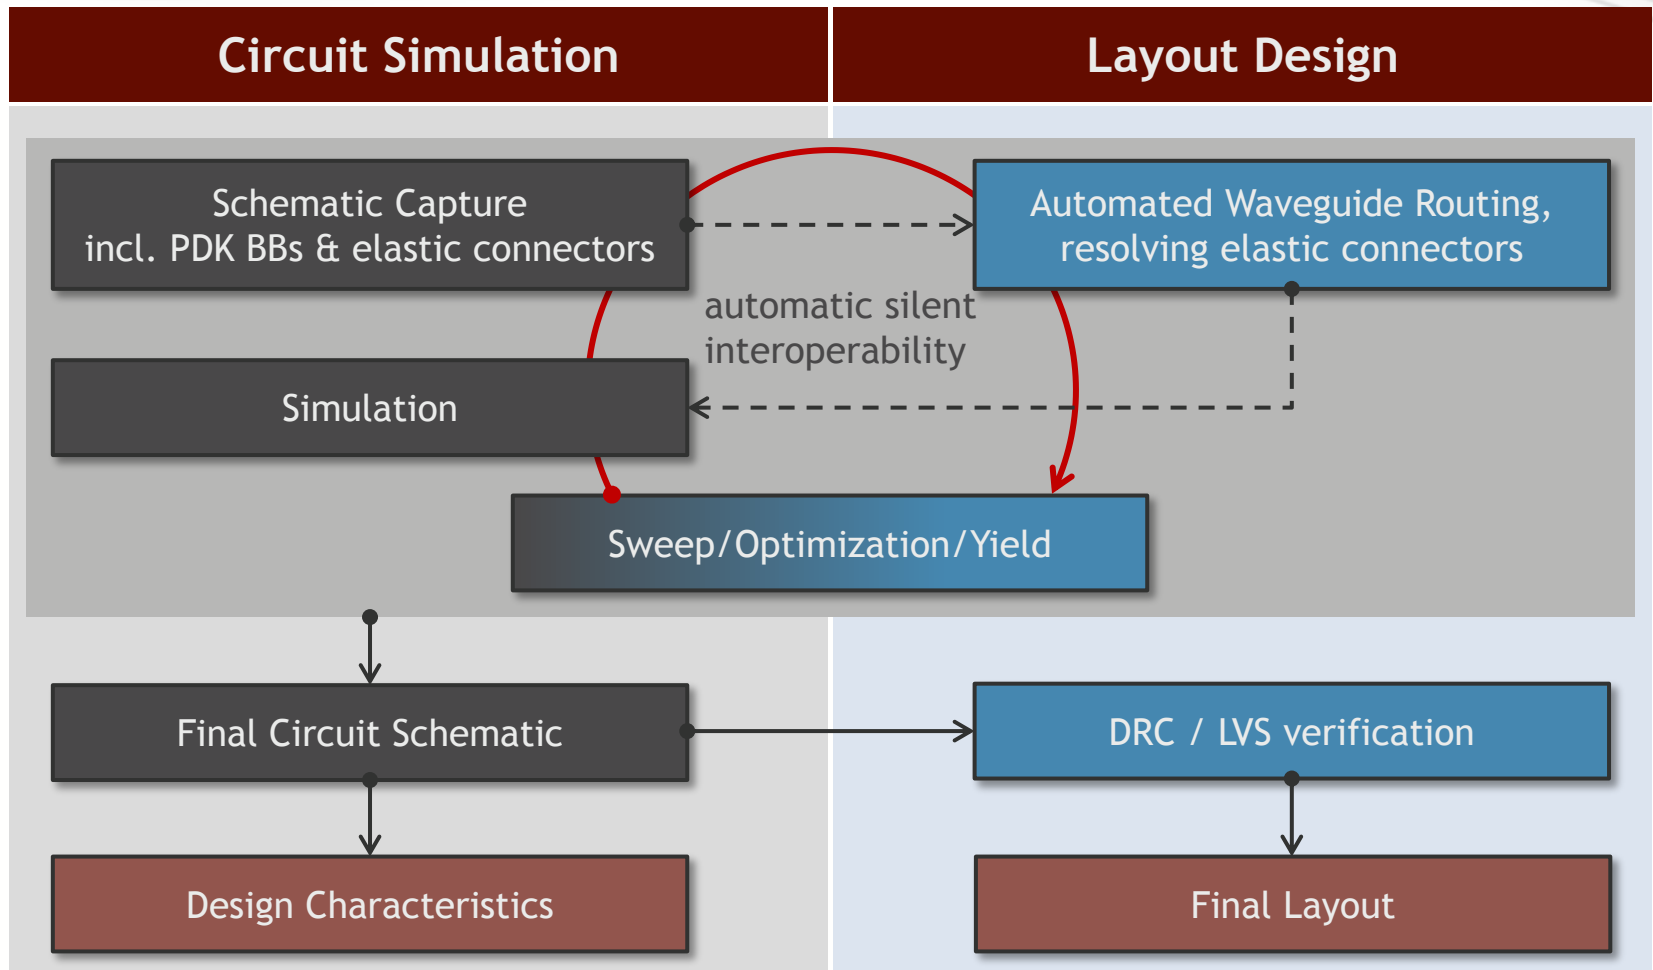 Circuit Simulation
Layout Design
Schematic Capture
incl. PDK BBs & elastic connectors
Automated Waveguide Routing,
resolving elastic connectors
automatic silent
interoperability
Simulation
Sweep/Optimization/Yield
Final Circuit Schematic
DRC / LVS verification
Design Characteristics
Final Layout